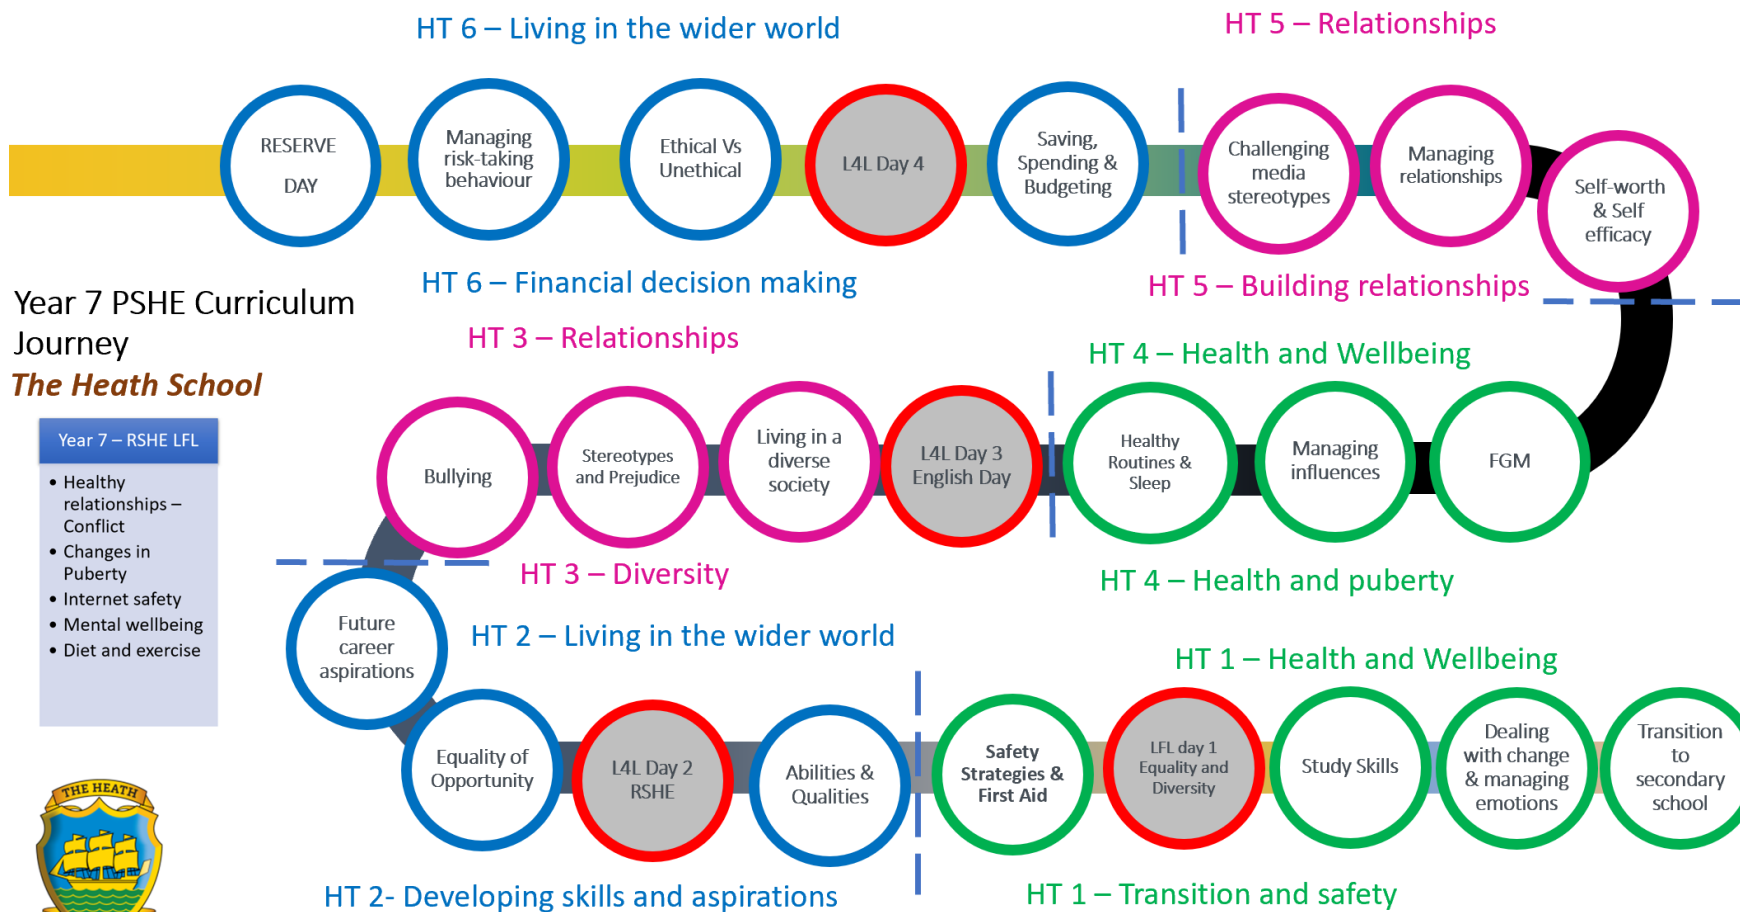 HT 6 – Living in the wider world
HT 5 – Relationships
RESERVE
DAY
Managing
risk-taking
behaviour
Ethical Vs
Unethical
L4L Day 4
Saving,
Spending &
Budgeting
Challenging
media
stereotypes
Managing
relationships
Self-worth
& Self
efficacy
HT 6 – Financial decision making
HT 5 – Building relationships
Year 7 PSHE Curriculum
Journey
The Heath School
HT 3 – Relationships
HT 4 – Health and Wellbeing
Year 7 – RSHE LFL
• Healthy
relationships –
Conflict
• Changes in
Puberty
• Internet safety
• Mental wellbeing
• Diet and exercise
Bullying
Stereotypes
and Prejudice
Living in a
diverse
society
L4L Day 3
English Day
Healthy
Routines &
Sleep
Managing
influences
FGM
HT 3 – Diversity
HT 4 – Health and puberty
Future
career
aspirations
HT 2 – Living in the wider world
HT 1 – Health and Wellbeing
Equality of
Opportunity
L4L Day 2
RSHE
Abilities &
Qualities
Safety
Strategies &
First Aid
LFL day 1
Equality and
Diversity
Study Skills
Dealing
with change
& managing
emotions
Transition
to
secondary
school
THE HEATH
HT 2- Developing skills and aspirations
HT 1 – Transition and safety